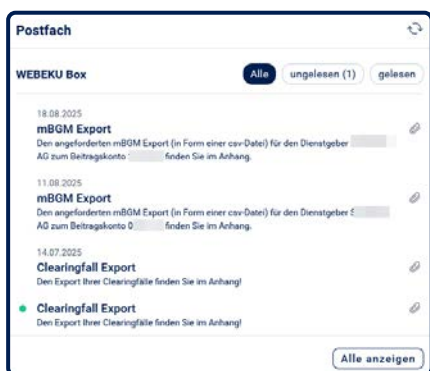 Postfach
WEBEKU Box
Alle
ungelesen (1)
gelesen
18.08.2025
mBGM Export
Den angeforderten mBGM Export (in Form einer csv-Datei) für den Dienstgeber
AG zum Beitragskonto finden Sie im Anhang.
11.08.2025
mBGM Export
Den angeforderten mBGM Export (in Form einer csv-Datei) für den Dienstgeber S
AG zum Beitragskonto 0 finden Sie im Anhang.
14.07.2025
Clearingfall Export
Den Export Ihrer Clearingfälle finden Sie im Anhang!
Clearingfall Export
Den Export Ihrer Clearingfälle finden Sie im Anhang!
Alle anzeigen